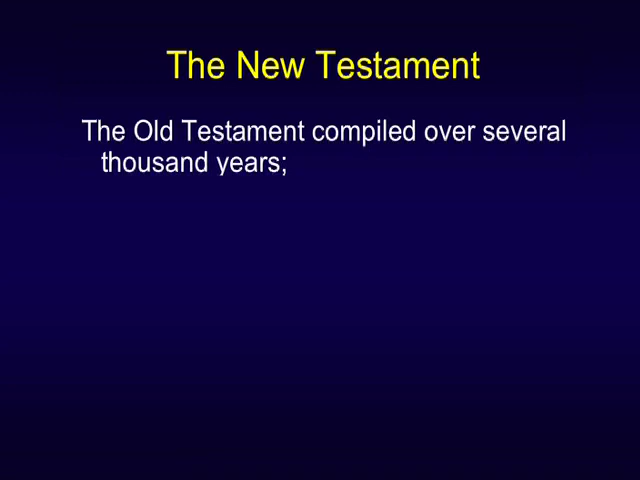 The New Testament
The Old Testament compiled over several
thousand years;